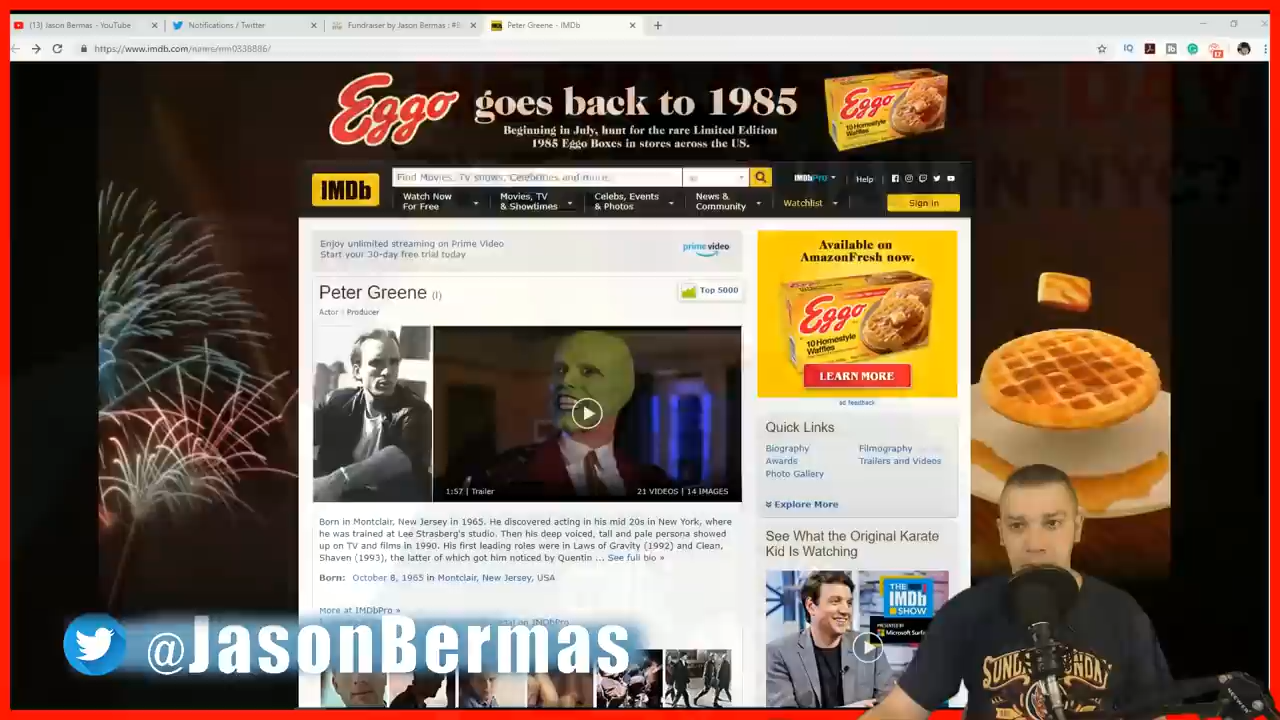 (13) Jason Bermas - YouTube
Notifications / Twitter
Fundraiser by Jason Bermas : #B
Peter Greene - IMDb
https://www.imdb.com/name/nm0338886/
IQ
17
Eggo
goes back to 1985
Beginning in July, hunt for the rare Limited Edition
1985 Eggo Boxes in stores across the US.
Eggo
10 Homestyle
Waffles
IMDb
Find Movies, TV shows, Celebrities and more...
IMDbPro
Help
Watch Now
For Free
Movies, TV
& Showtimes
Celebs, Events
& Photos
News &
Community
Watchlist
Sign in
Enjoy unlimited streaming on Prime Video
Start your 30-day free trial today
prime video
Peter Greene (I)
Top 5000
Actor | Producer
1:57 | Trailer
21 VIDEOS | 14 IMAGES
Born in Montclair, New Jersey in 1965. He discovered acting in his mid 20s in New York, where
he was trained at Lee Strasberg's studio. Then his deep voiced, tall and pale persona showed
up on TV and films in 1990. His first leading roles were in Laws of Gravity (1992) and Clean,
Shaven (1993), the latter of which got him noticed by Quentin ... See full bio »
Born: October 8, 1965 in Montclair, New Jersey, USA
More at IMDbPro »
Available on
AmazonFresh now.
Eggo
10 Homestyle
Waffles
LEARN MORE
ad feedback
Quick Links
Biography
Filmography
Awards
Trailers and Videos
Photo Gallery
Explore More
See What the Original Karate
Kid Is Watching
THE
IMDb
SHOW
PRESENTED BY
Microsoft Surface
@JasonBermas